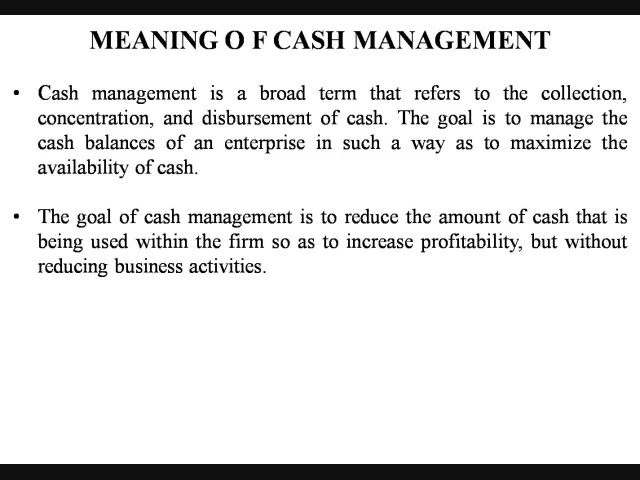 MEANING O F CASH MANAGEMENT
• Cash management is a broad term that refers to the collection,
concentration, and disbursement of cash. The goal is to manage the
cash balances of an enterprise in such a way as to maximize the
availability of cash.
• The goal of cash management is to reduce the amount of cash that is
being used within the firm so as to increase profitability, but without
reducing business activities.